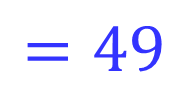 = 49